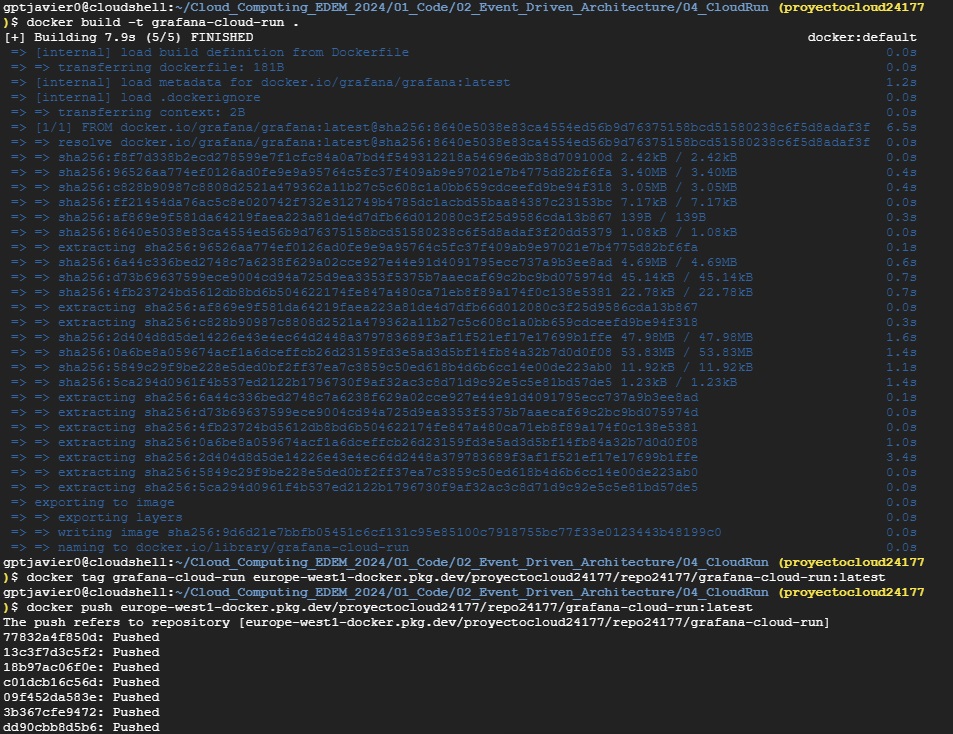 gptjavier0@cloudshell:~/Cloud_Computing_EDEM_2024/01_Code/02_Event_Driven_Architecture/04_CloudRun (proyectocloud24177
)$ docker build -t grafana-cloud-run .
[+] Building 7.9s (5/5) FINISHED docker:default
=> [internal] load build definition from Dockerfile 0.0s
=> => transferring dockerfile: 181B 0.0s
=> [internal] load metadata for docker.io/grafana/grafana:latest 1.2s
=> [internal] load .dockerignore 0.0s
=> => transferring context: 2B 0.0s
=> [1/1] FROM docker.io/grafana/grafana:latest@sha256:8640e5038e83ca4554ed56b9d76375158bcd51580238c6f5d8adaf3f 6.5s
=> => resolve docker.io/grafana/grafana:latest@sha256:8640e5038e83ca4554ed56b9d76375158bcd51580238c6f5d8adaf3f 0.0s
=> => sha256:f8f7d338b2ecd278599e7f1cfc84a0a7bd4f549312218a54696edb38d709100d 2.42kB / 2.42kB 0.0s
=> => sha256:96526aa774ef0126ad0fe9e9a95764c5fc37f409ab9e97021e7b4775d82bf6fa 3.40MB / 3.40MB 0.4s
=> => sha256:c828b90987c8808d2521a479362a11b27c5c608c1a0bb659cdceefd9be94f318 3.05MB / 3.05MB 0.4s
=> => sha256:ff21454da76ac5c8e020742f732e312749b4785dc1acbd55baa84387c23153bc 7.17kB / 7.17kB 0.0s
=> => sha256:af869e9f581da64219faea223a81de4d7dfb66d012080c3f25d9586cda13b867 139B / 139B 0.3s
=> => sha256:8640e5038e83ca4554ed56b9d76375158bcd51580238c6f5d8adaf3f20dd5379 1.08kB / 1.08kB 0.0s
=> => extracting sha256:96526aa774ef0126ad0fe9e9a95764c5fc37f409ab9e97021e7b4775d82bf6fa 0.1s
=> => sha256:6a44c336bed2748c7a6238f629a02cce927e44e91d4091795ecc737a9b3ee8ad 4.69MB / 4.69MB 0.6s
=> => sha256:d73b69637599ece9004cd94a725d9ea3353f5375b7aaecaf69c2bc9bd075974d 45.14kB / 45.14kB 0.7s
=> => sha256:4fb23724bd5612db8bd6b504622174fe847a480ca71eb8f89a174f0c138e5381 22.78kB / 22.78kB 0.7s
=> => extracting sha256:af869e9f581da64219faea223a81de4d7dfb66d012080c3f25d9586cda13b867 0.0s
=> => extracting sha256:c828b90987c8808d2521a479362a11b27c5c608c1a0bb659cdceefd9be94f318 0.3s
=> => sha256:2d404d8d5de14226e43e4ec64d2448a379783689f3af1f521ef17e17699b1ffe 47.98MB / 47.98MB 1.6s
=> => sha256:0a6be8a059674acf1a6dceffcb26d23159fd3e5ad3d5bf14fb84a32b7d0d0f08 53.83MB / 53.83MB 1.4s
=> => sha256:5849c29f9be228e5ded0bf2ff37ea7c3859c50ed618b4d6b6cc14e00de223ab0 11.92kB / 11.92kB 1.1s
=> => sha256:5ca294d0961f4b537ed2122b1796730f9af32ac3c8d71d9c92e5c5e81bd57de5 1.23kB / 1.23kB 1.4s
=> => extracting sha256:6a44c336bed2748c7a6238f629a02cce927e44e91d4091795ecc737a9b3ee8ad 0.1s
=> => extracting sha256:d73b69637599ece9004cd94a725d9ea3353f5375b7aaecaf69c2bc9bd075974d 0.0s
=> => extracting sha256:4fb23724bd5612db8bd6b504622174fe847a480ca71eb8f89a174f0c138e5381 0.0s
=> => extracting sha256:0a6be8a059674acf1a6dceffcb26d23159fd3e5ad3d5bf14fb84a32b7d0d0f08 1.0s
=> => extracting sha256:2d404d8d5de14226e43e4ec64d2448a379783689f3af1f521ef17e17699b1ffe 3.4s
=> => extracting sha256:5849c29f9be228e5ded0bf2ff37ea7c3859c50ed618b4d6b6cc14e00de223ab0 0.0s
=> => extracting sha256:5ca294d0961f4b537ed2122b1796730f9af32ac3c8d71d9c92e5c5e81bd57de5 0.0s
=> exporting to image 0.0s
=> => exporting layers 0.0s
=> => writing image sha256:9d6d21e7bbfb05451c6cf131c95e85100c7918755bc77f33e0123443b48199c0 0.0s
=> => naming to docker.io/library/grafana-cloud-run 0.0s
gptjavier0@cloudshell:~/Cloud_Computing_EDEM_2024/01_Code/02_Event_Driven_Architecture/04_CloudRun (proyectocloud24177
)$ docker tag grafana-cloud-run europe-west1-docker.pkg.dev/proyectocloud24177/repo24177/grafana-cloud-run:latest
gptjavier0@cloudshell:~/Cloud_Computing_EDEM_2024/01_Code/02_Event_Driven_Architecture/04_CloudRun (proyectocloud24177
)$ docker push europe-west1-docker.pkg.dev/proyectocloud24177/repo24177/grafana-cloud-run:latest
The push refers to repository [europe-west1-docker.pkg.dev/proyectocloud24177/repo24177/grafana-cloud-run]
77832a4f850d: Pushed
13c3f7d3c5f2: Pushed
18b97ac06f0e: Pushed
c01dcb16c56d: Pushed
09f452da583e: Pushed
3b367cfe9472: Pushed
dd90cbb8d5b6: Pushed